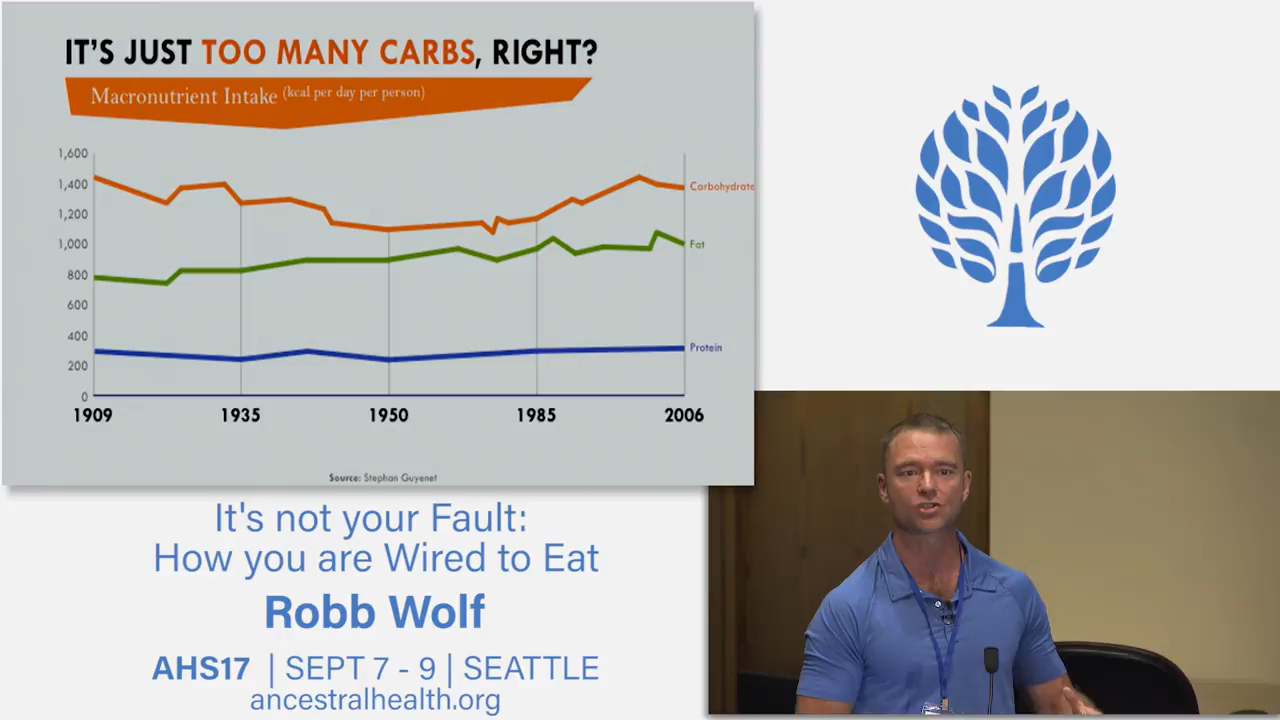 IT'S JUST TOO MANY CARBS, RIGHT?
Macronutrient Intake (kcal per day per person)
1,600
1,400
1,200
1,000
800
600
400
200
0
Carbohydrate
Fat
Protein
1909 1935 1950 1985 2006
Source: Stephan Guyenet
It's not your Fault:
How you are Wired to Eat
Robb Wolf
AHS17 | SEPT 7 - 9 | SEATTLE
ancestralhealth.org